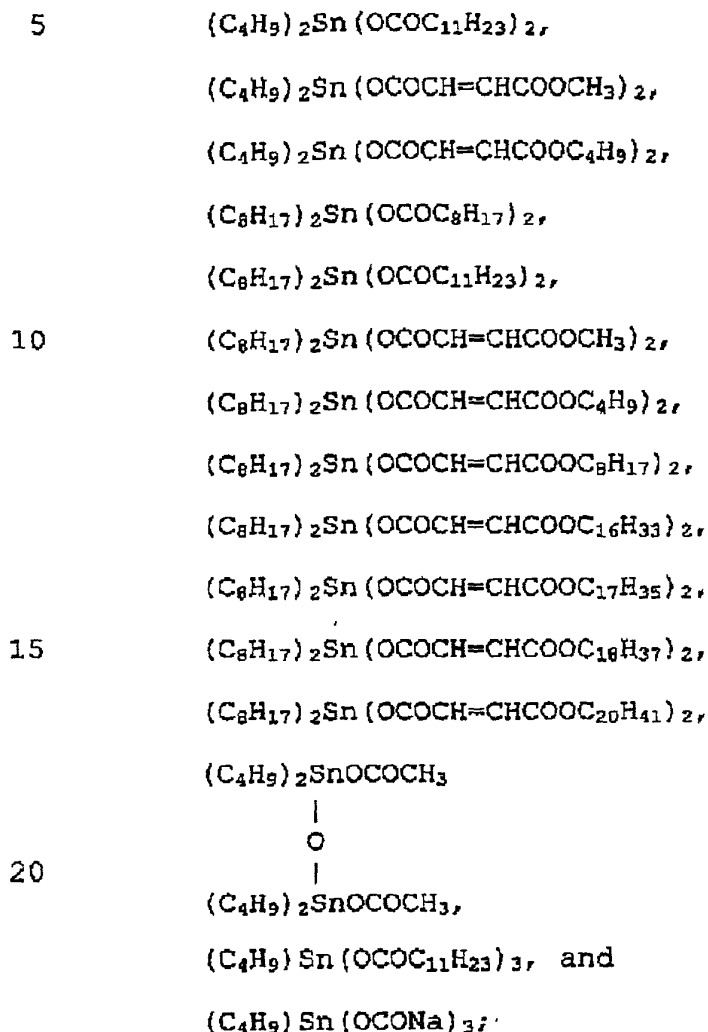 5 (C₄H₉)₂Sn(OCOC₁₁H₂₃)₂,
(C₄H₉)₂Sn(OCOCH=CHCOOCH₃)₂,
(C₄H₉)₂Sn(OCOCH=CHCOOC₄H₉)₂,
(C₈H₁₇)₂Sn(OCOC₈H₁₇)₂,
(C₈H₁₇)₂Sn(OCOC₁₁H₂₃)₂,
10 (C₈H₁₇)₂Sn(OCOCH=CHCOOCH₃)₂,
(C₈H₁₇)₂Sn(OCOCH=CHCOOC₄H₉)₂,
(C₈H₁₇)₂Sn(OCOCH=CHCOOC₈H₁₇)₂,
(C₈H₁₇)₂Sn(OCOCH=CHCOOC₁₆H₃₃)₂,
(C₈H₁₇)₂Sn(OCOCH=CHCOOC₁₇H₃₅)₂,
15 (C₈H₁₇)₂Sn(OCOCH=CHCOOC₁₈H₃₇)₂,
(C₈H₁₇)₂Sn(OCOCH=CHCOOC₂₀H₄₁)₂,
(C₄H₉)₂SnOCOCH₃
|
O
20 |
(C₄H₉)₂SnOCOCH₃,
(C₄H₉)Sn(OCOC₁₁H₂₃)₃, and
(C₄H₉)Sn(OCONa)₃;